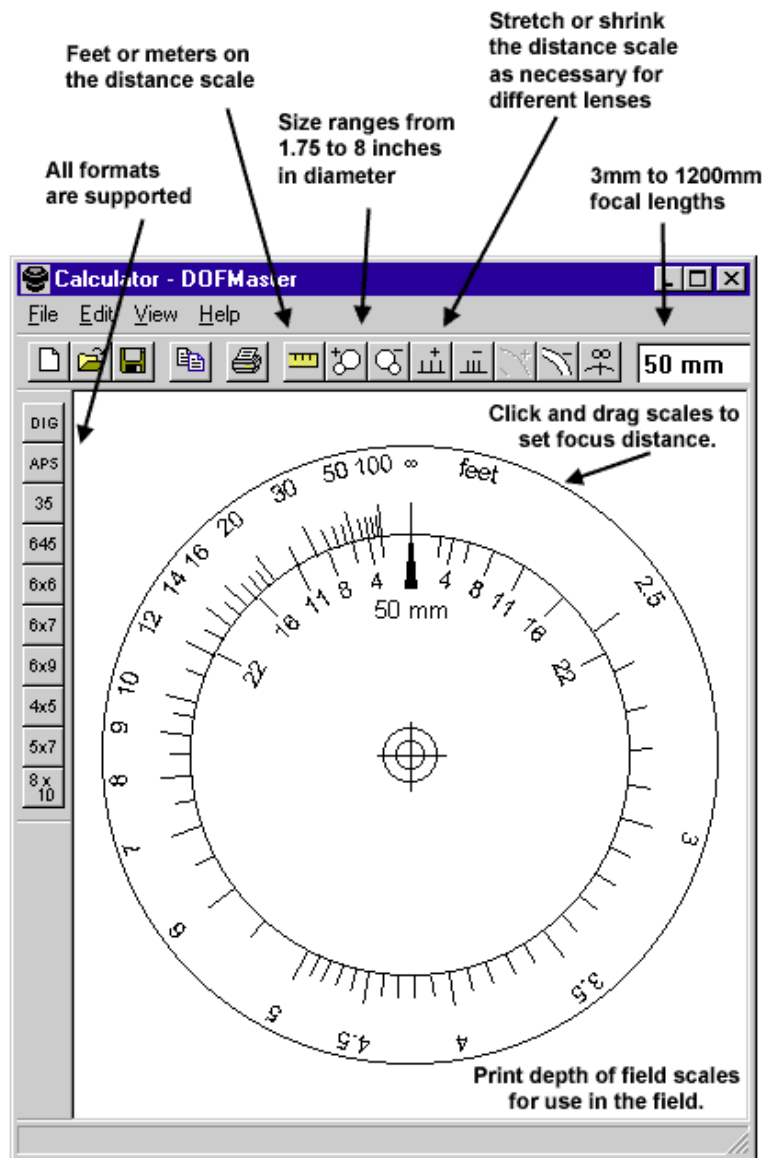 Stretch or shrink
the distance scale
as necessary for
different lenses
Feet or meters on
the distance scale
Size ranges from
1.75 to 8 inches
in diameter
All formats
are supported
3mm to 1200mm
focal lengths
Calculator - DOFMaster
File Edit View Help
50 mm
DIG
APS
35
645
6x6
6x7
6x9
4x5
5x7
8 x
10
Click and drag scales to
set focus distance.
10 12 14 16 20 30 50 100 ∞ feet 2.5
22 16 11 8 4 4 8 11 16 22
50 mm
9
8
7
6
5
4.5
4
3.5
3
Print depth of field scales
for use in the field.